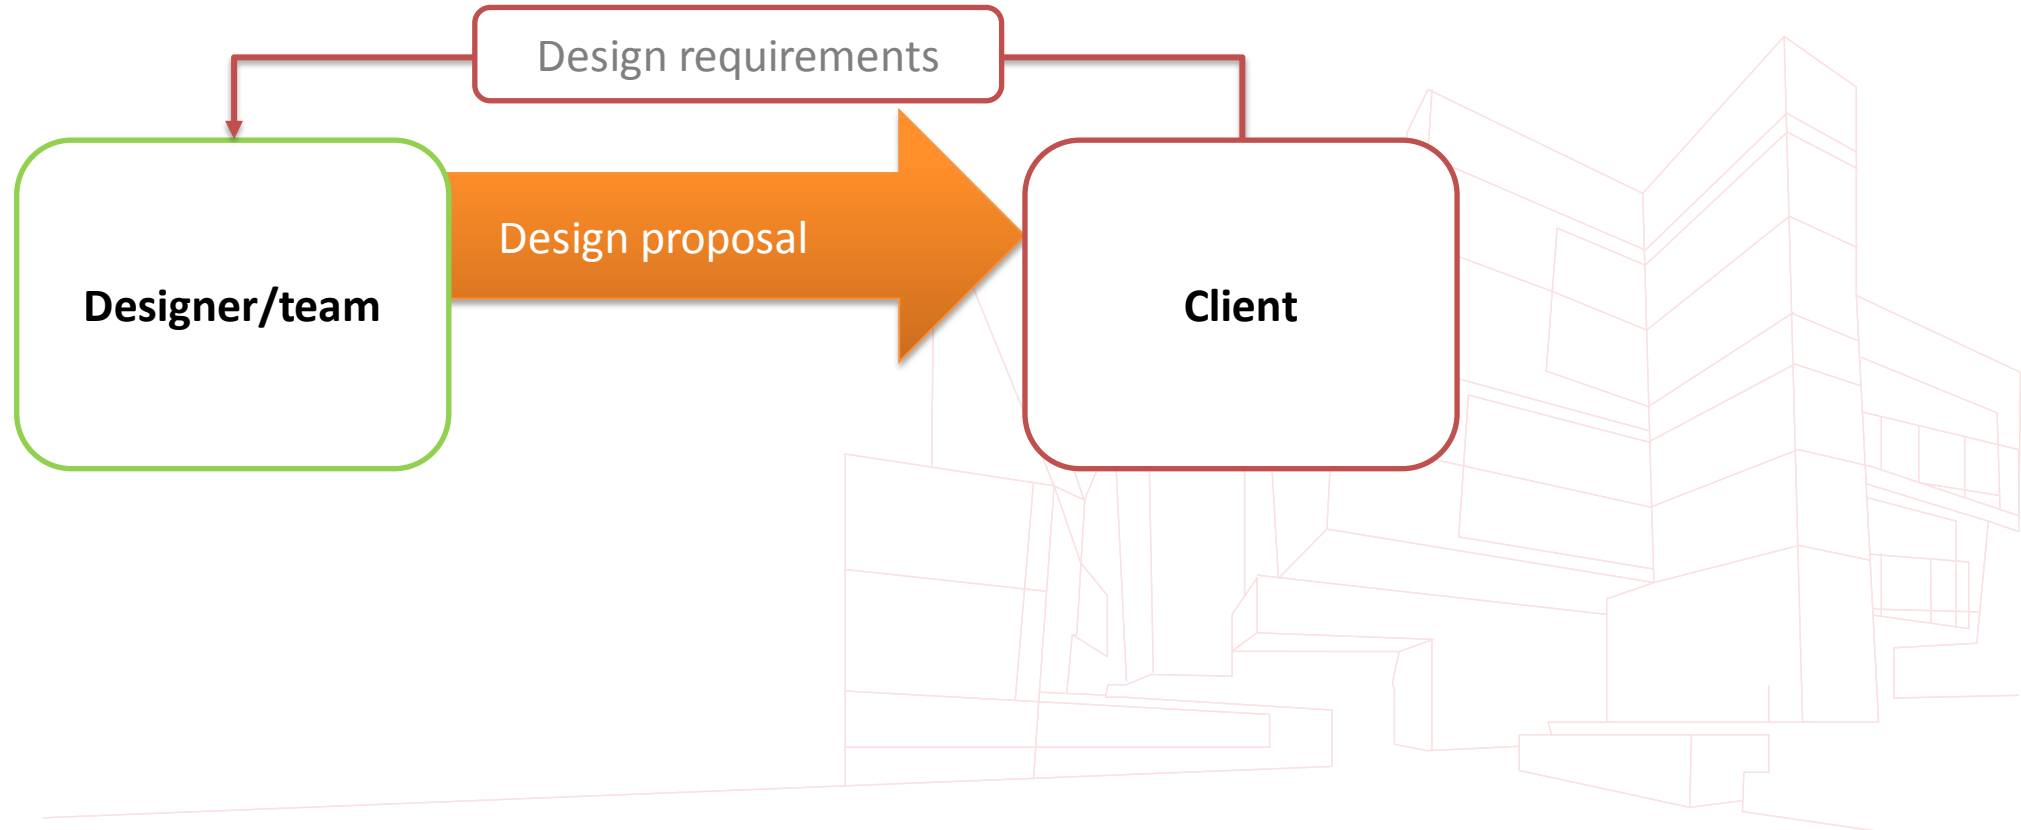 Design requirements
Design proposal
Designer/team
Client